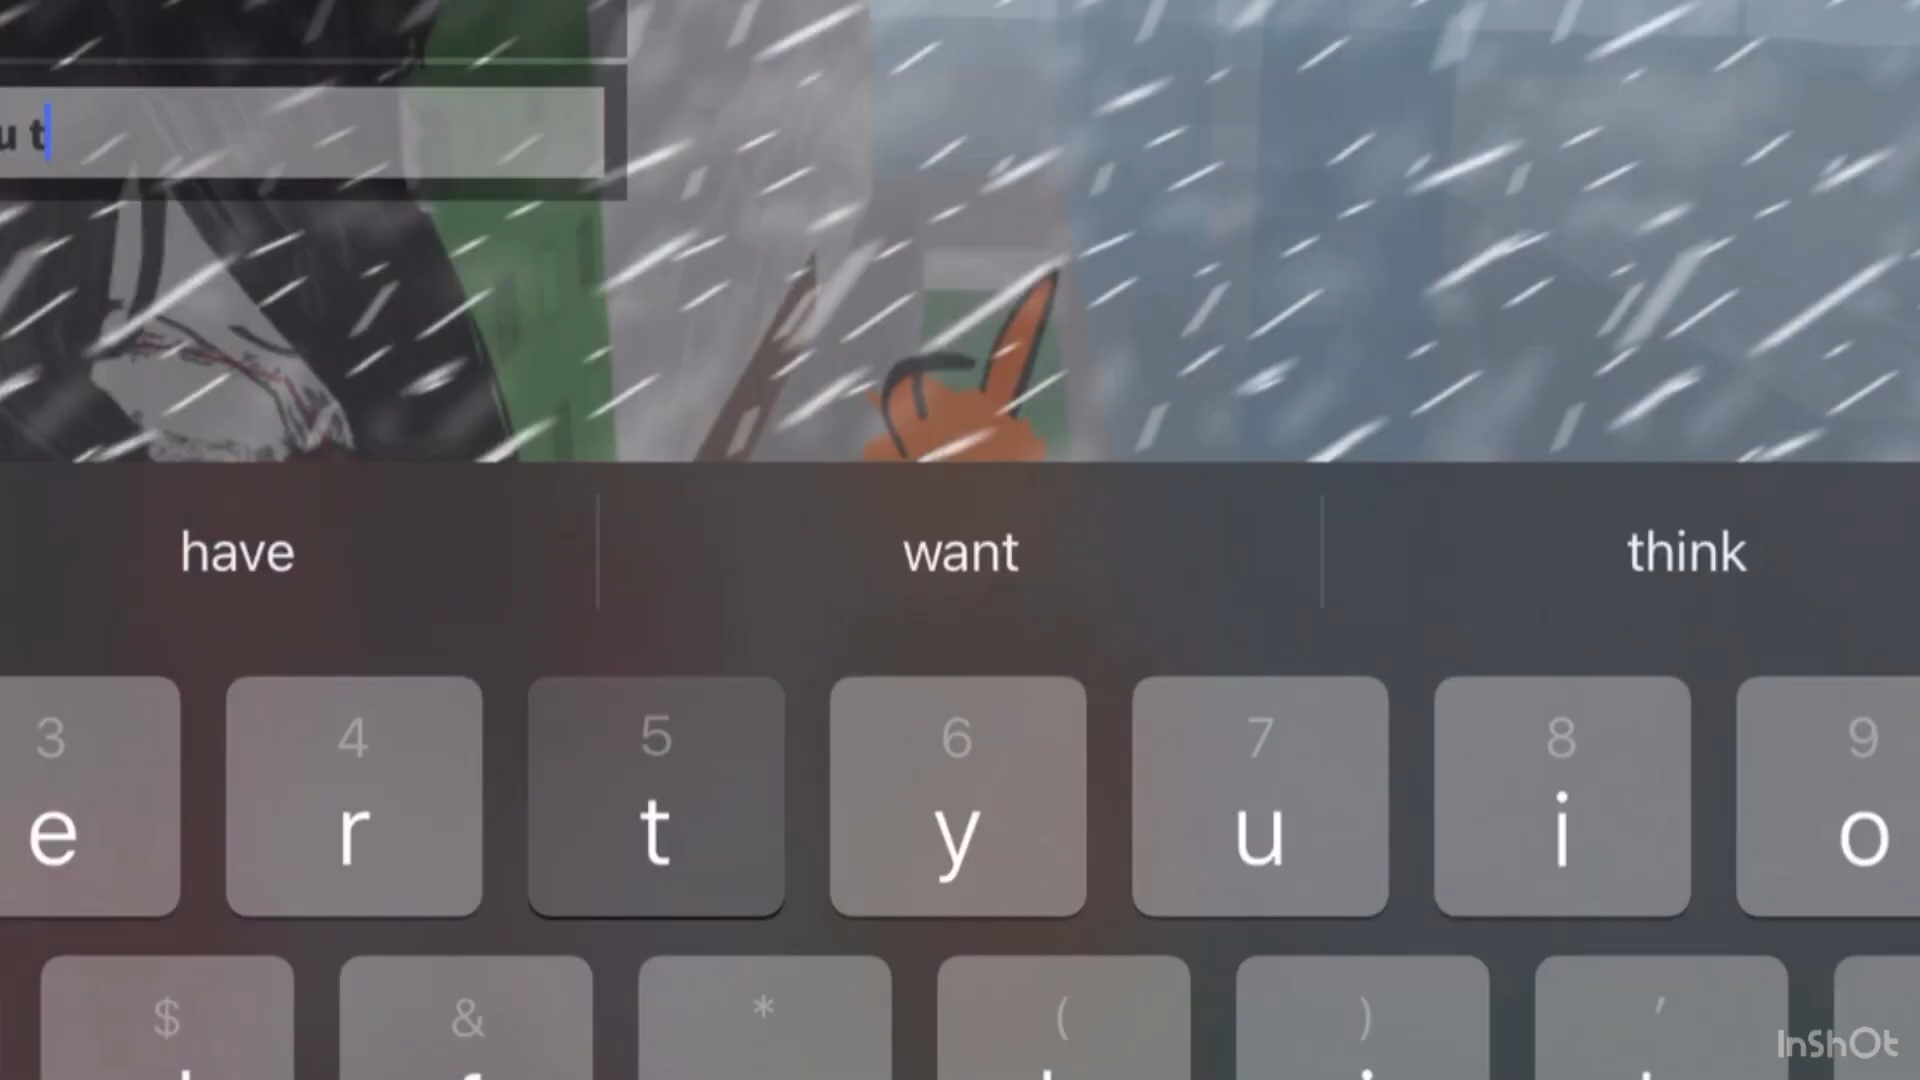 u t
have want think
3 4 5 6 7 8 9
e r t y u i o
$ & * ( ) '
InShOt